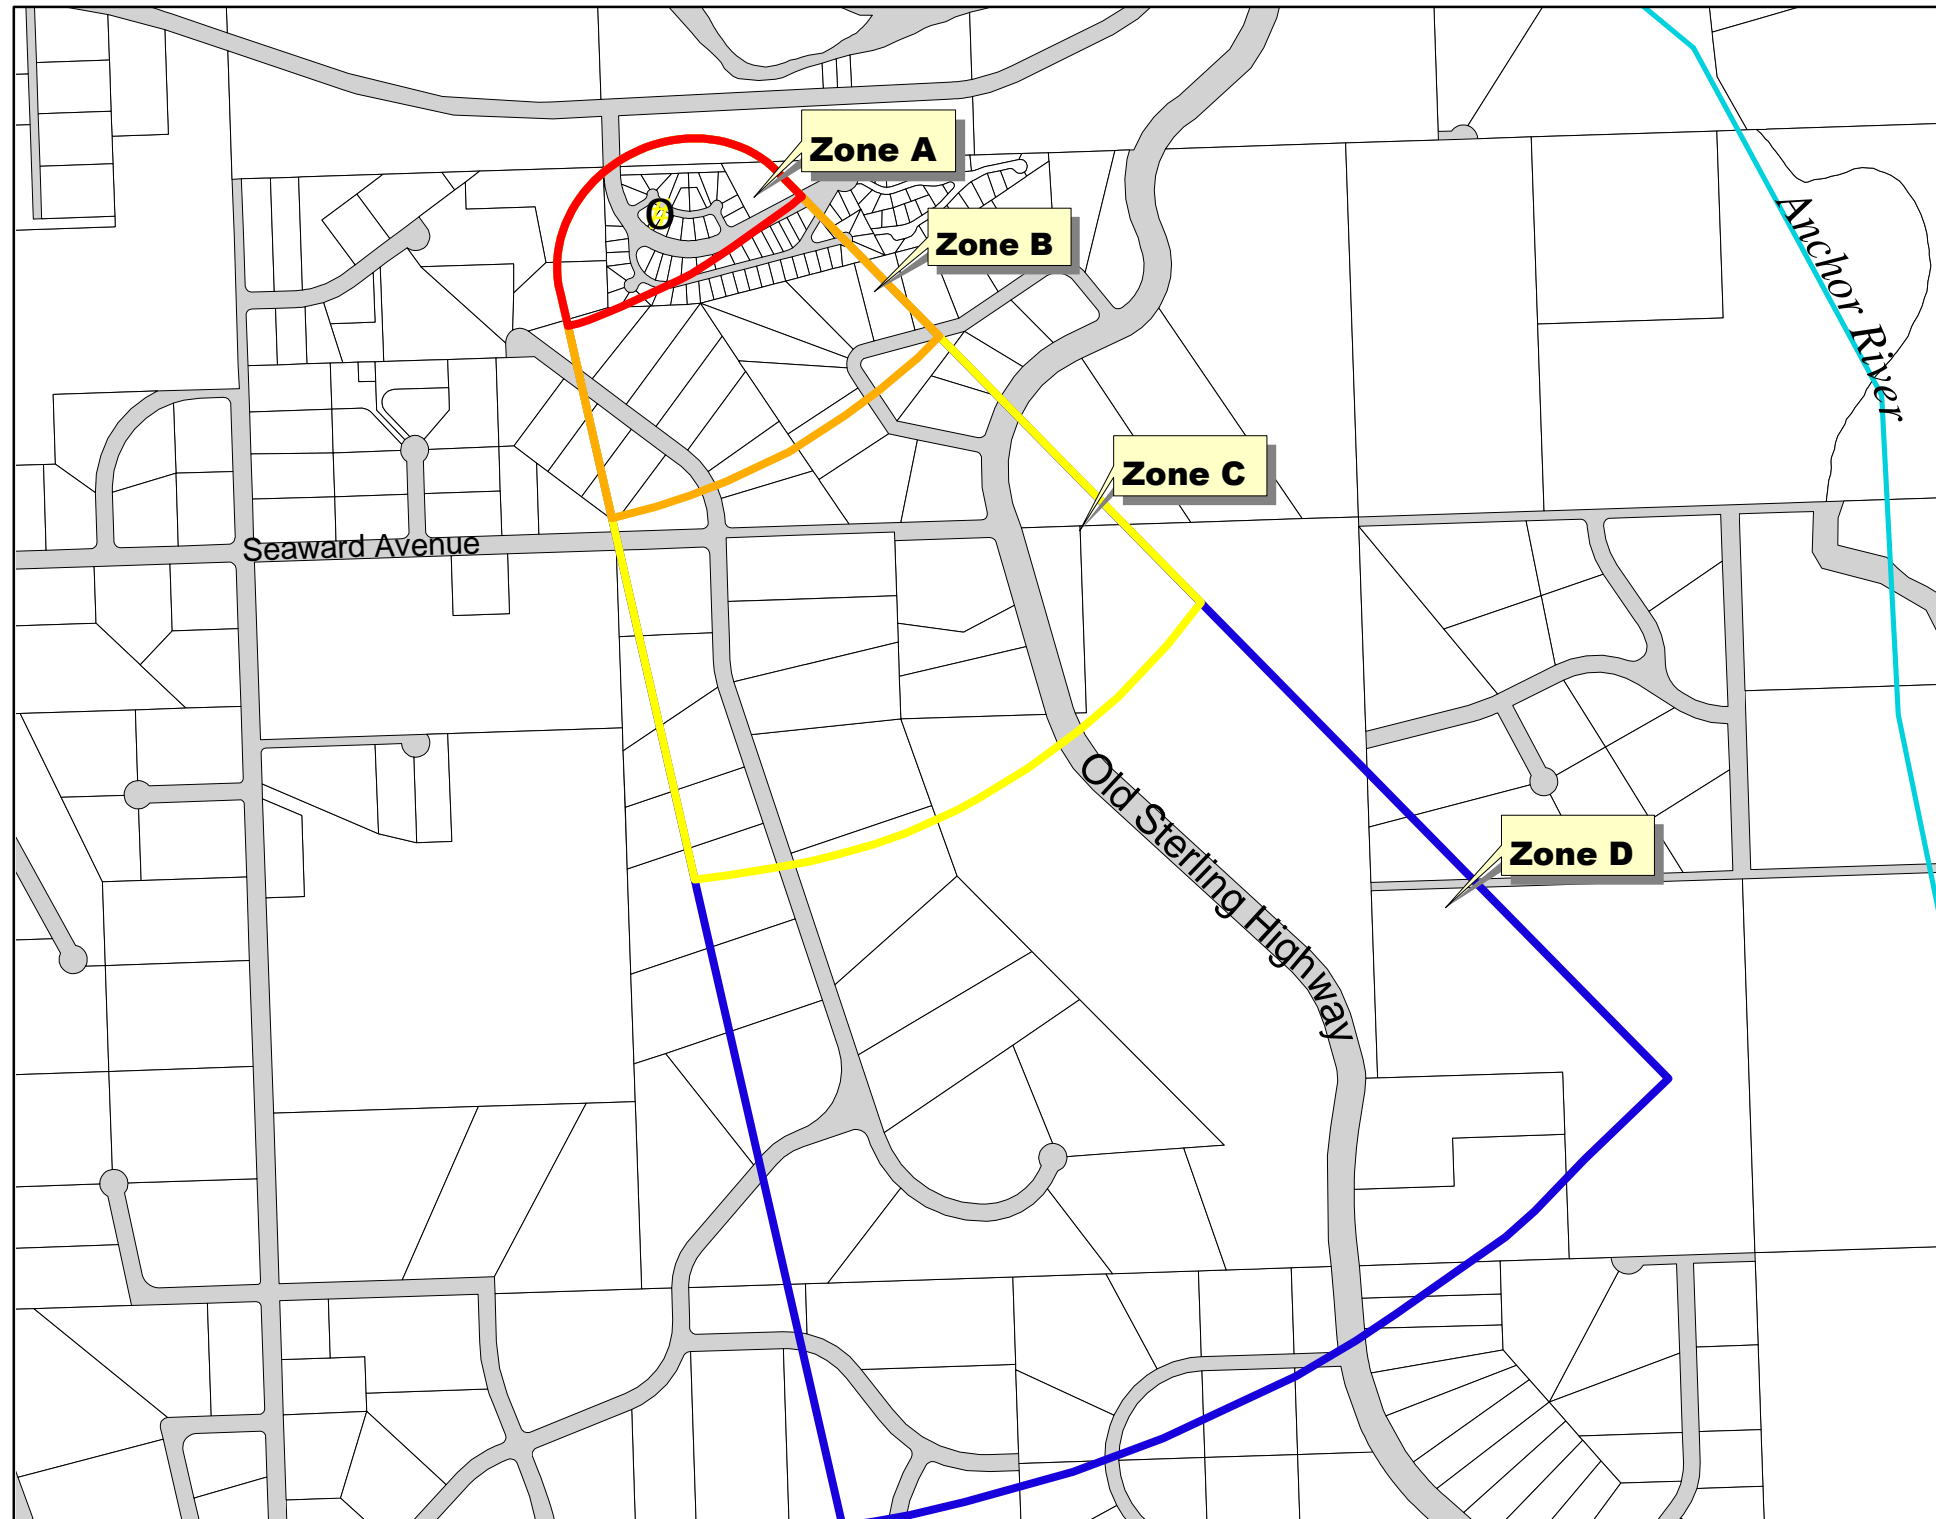 Zone A
Zone B
Anchor River
Zone C
Seaward Avenue
Old Sterling Highway
Zone D